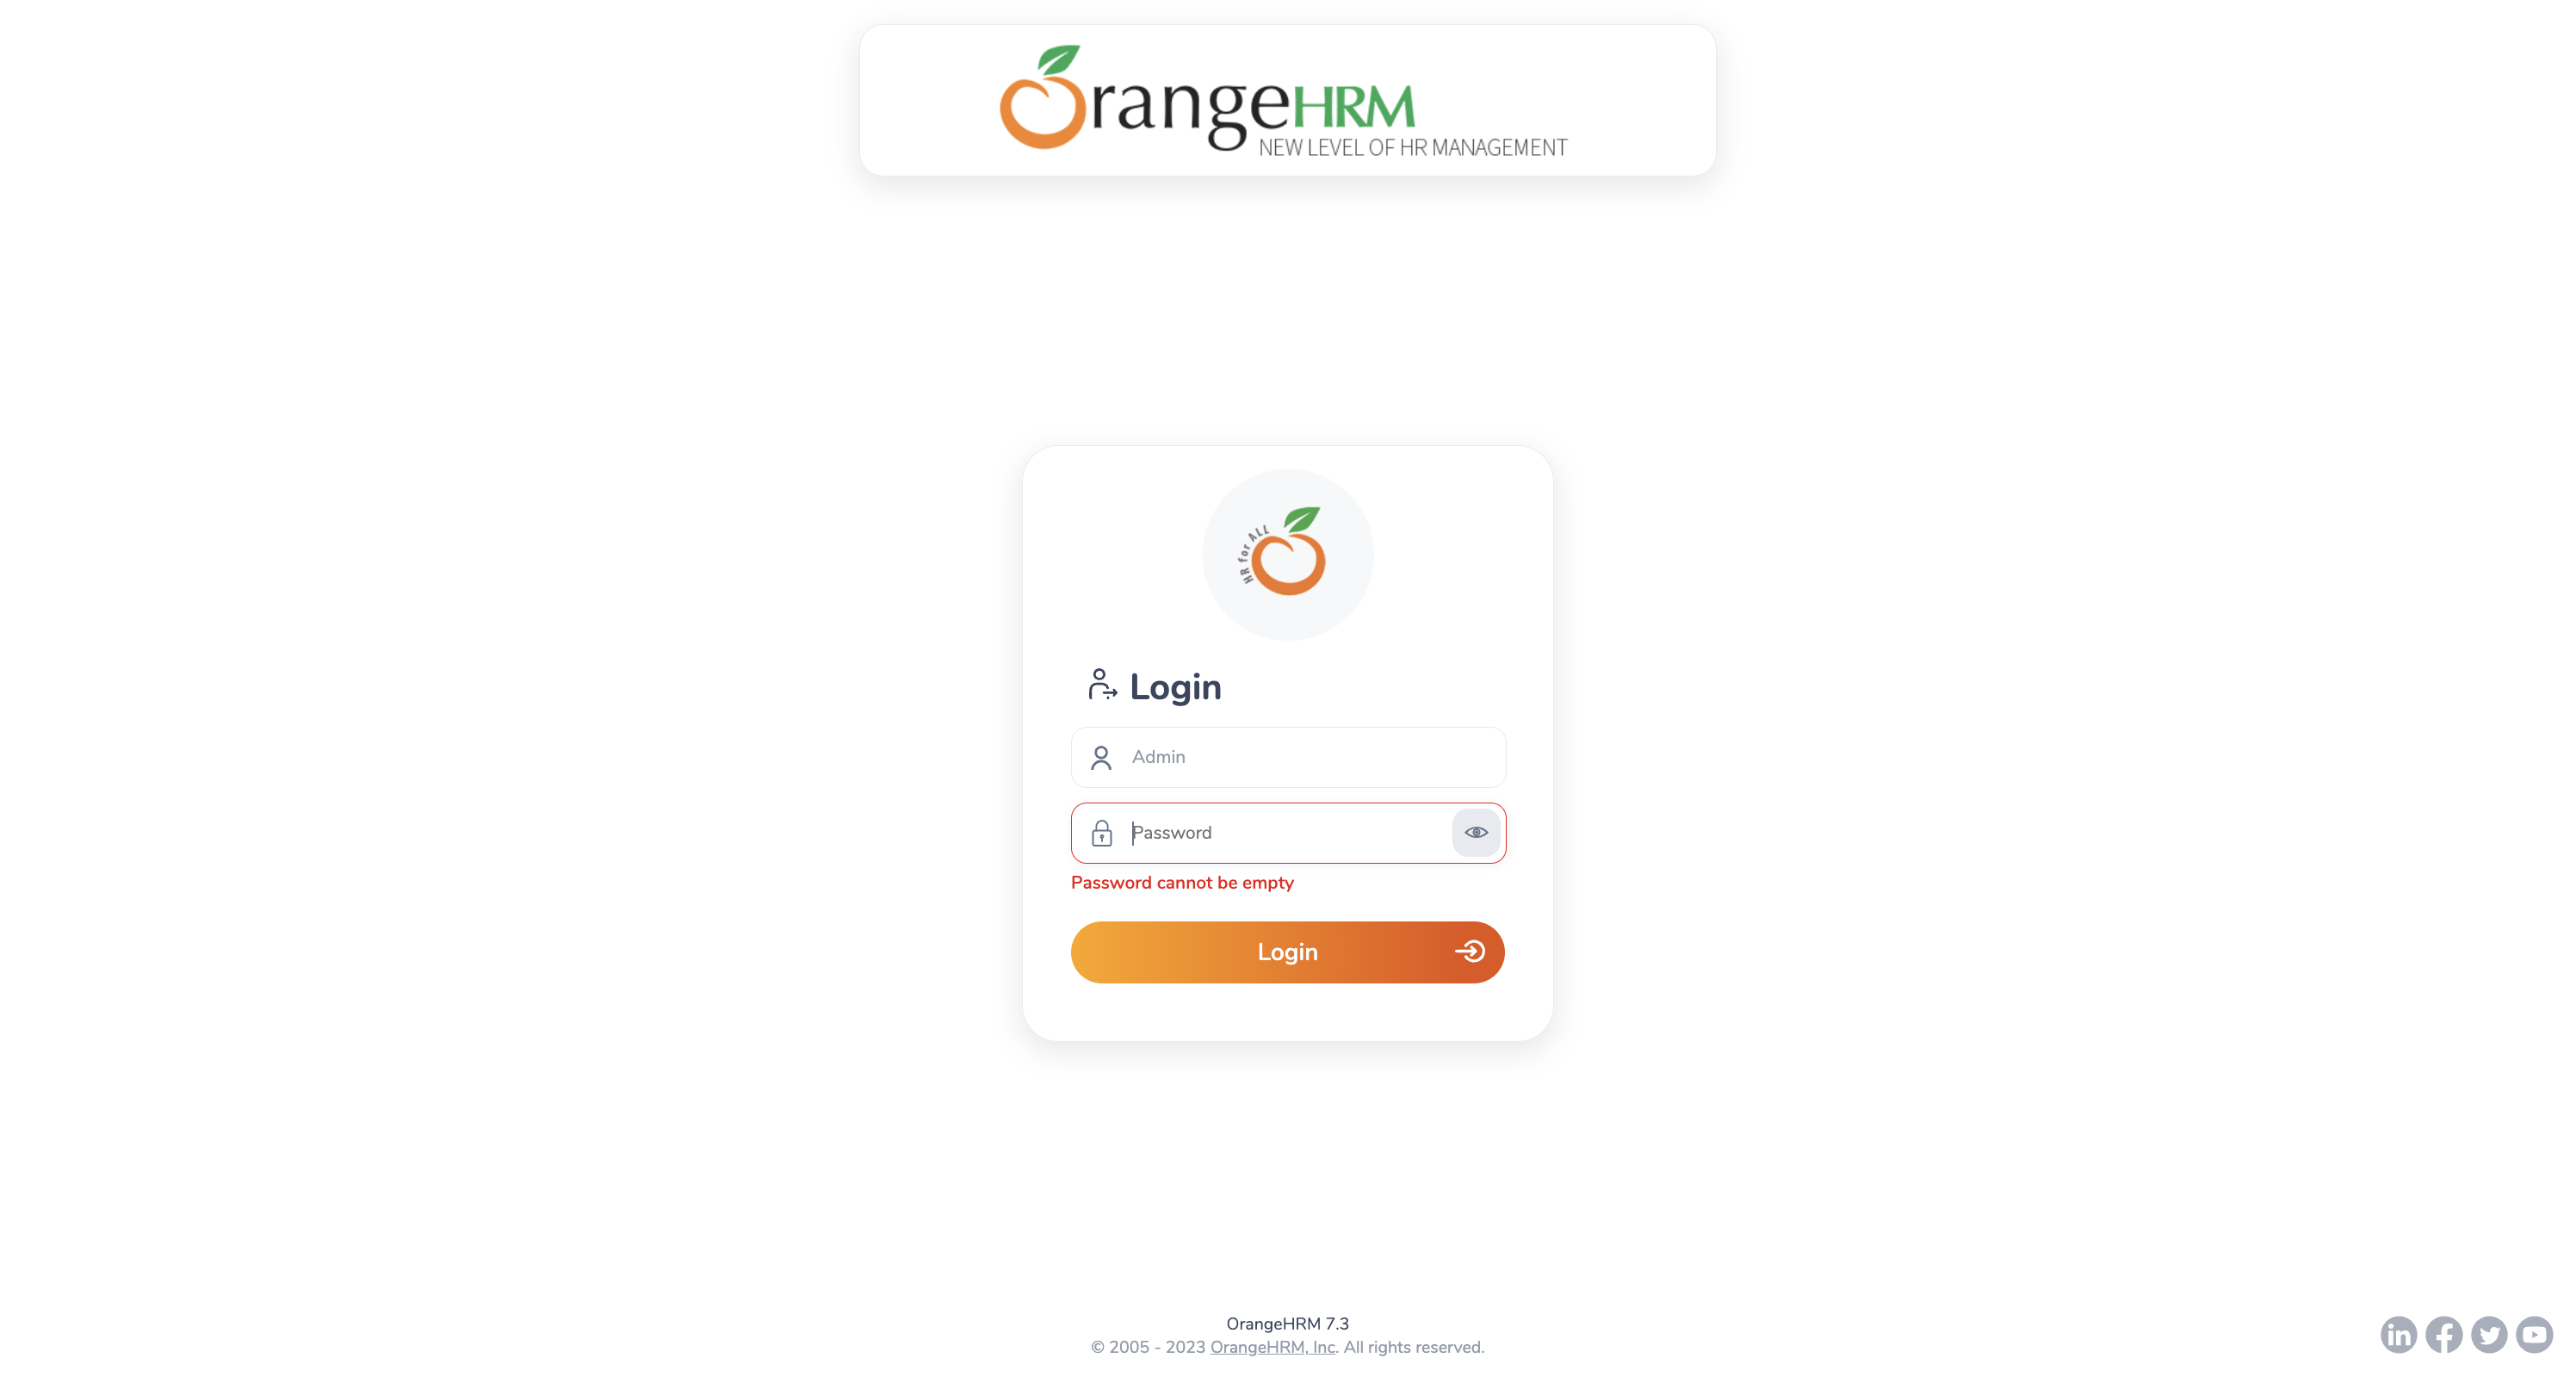 OrangeHRM
NEW LEVEL OF HR MANAGEMENT
HR for ALL
Login
Admin
Password
Password cannot be empty
Login
OrangeHRM 7.3
© 2005 - 2023 OrangeHRM, Inc. All rights reserved.